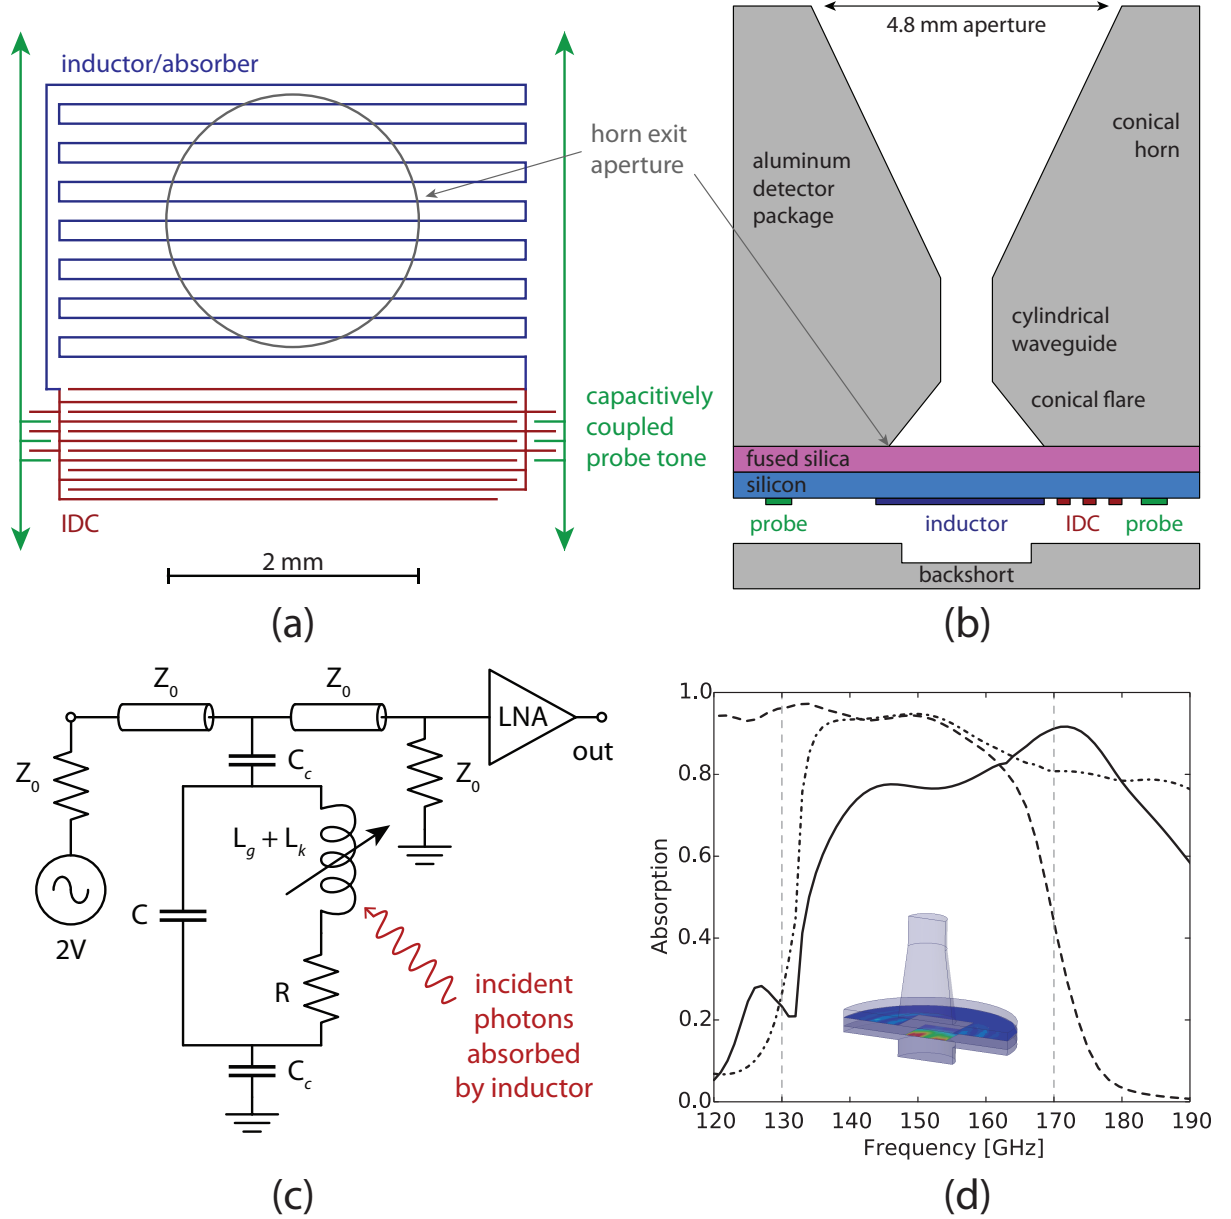 inductor/absorber
horn exit
aperture
capacitively
coupled
probe tone
IDC
2 mm
(a)
4.8 mm aperture
conical
horn
aluminum
detector
package
cylindrical
waveguide
conical flare
fused silica
silicon
probe
inductor
IDC
probe
backshort
(b)
Z0
Z0
LNA
out
Z0
Cc
Z0
Lg + Lk
C
2V
R
incident
photons
absorbed
by inductor
Cc
(c)
1.0
0.8
0.6
0.4
0.2
0.0
Absorption
120 130 140 150 160 170 180 190
Frequency [GHz]
(d)